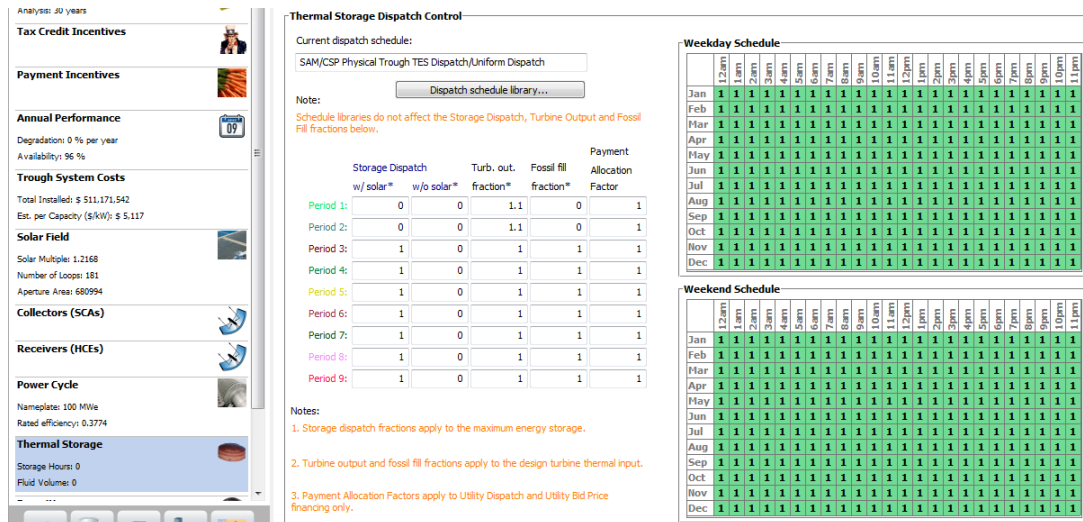 Analysis: 30 years
Tax Credit Incentives
Payment Incentives
Annual Performance
09
Degradation: 0 % per year
Availability: 96 %
Trough System Costs
Total Installed: $ 511,171,542
Est. per Capacity ($/kW): $ 5,117
Solar Field
Solar Multiple: 1.2168
Number of Loops: 181
Aperture Area: 680994
Collectors (SCAs)
Receivers (HCEs)
Power Cycle
Nameplate: 100 MWe
Rated efficiency: 0.3774
Thermal Storage
Storage Hours: 0
Fluid Volume: 0
Thermal Storage Dispatch Control
Current dispatch schedule:
SAM/CSP Physical Trough TES Dispatch/Uniform Dispatch
Dispatch schedule library...
Note:
Schedule libraries do not affect the Storage Dispatch, Turbine Output and Fossil
Fill fractions below.
Payment
Storage Dispatch Turb. out. Fossil fill Allocation
w/ solar* w/o solar* fraction* fraction* Factor
Period 1: 0 0 1.1 0 1
Period 2: 0 0 1.1 0 1
Period 3: 1 0 1 1 1
Period 4: 1 0 1 1 1
Period 5: 1 0 1 1 1
Period 6: 1 0 1 1 1
Period 7: 1 0 1 1 1
Period 8: 1 0 1 1 1
Period 9: 1 0 1 1 1
Notes:
1. Storage dispatch fractions apply to the maximum energy storage.
2. Turbine output and fossil fill fractions apply to the design turbine thermal input.
3. Payment Allocation Factors apply to Utility Dispatch and Utility Bid Price
financing only.
Weekday Schedule
12am 1am 2am 3am 4am 5am 6am 7am 8am 9am 10am 11am 12pm 1pm 2pm 3pm 4pm 5pm 6pm 7pm 8pm 9pm 10pm 11pm
Jan 1 1 1 1 1 1 1 1 1 1 1 1 1 1 1 1 1 1 1 1 1 1 1 1
Feb 1 1 1 1 1 1 1 1 1 1 1 1 1 1 1 1 1 1 1 1 1 1 1 1
Mar 1 1 1 1 1 1 1 1 1 1 1 1 1 1 1 1 1 1 1 1 1 1 1 1
Apr 1 1 1 1 1 1 1 1 1 1 1 1 1 1 1 1 1 1 1 1 1 1 1 1
May 1 1 1 1 1 1 1 1 1 1 1 1 1 1 1 1 1 1 1 1 1 1 1 1
Jun 1 1 1 1 1 1 1 1 1 1 1 1 1 1 1 1 1 1 1 1 1 1 1 1
Jul 1 1 1 1 1 1 1 1 1 1 1 1 1 1 1 1 1 1 1 1 1 1 1 1
Aug 1 1 1 1 1 1 1 1 1 1 1 1 1 1 1 1 1 1 1 1 1 1 1 1
Sep 1 1 1 1 1 1 1 1 1 1 1 1 1 1 1 1 1 1 1 1 1 1 1 1
Oct 1 1 1 1 1 1 1 1 1 1 1 1 1 1 1 1 1 1 1 1 1 1 1 1
Nov 1 1 1 1 1 1 1 1 1 1 1 1 1 1 1 1 1 1 1 1 1 1 1 1
Dec 1 1 1 1 1 1 1 1 1 1 1 1 1 1 1 1 1 1 1 1 1 1 1 1
Weekend Schedule
12am 1am 2am 3am 4am 5am 6am 7am 8am 9am 10am 11am 12pm 1pm 2pm 3pm 4pm 5pm 6pm 7pm 8pm 9pm 10pm 11pm
Jan 1 1 1 1 1 1 1 1 1 1 1 1 1 1 1 1 1 1 1 1 1 1 1 1
Feb 1 1 1 1 1 1 1 1 1 1 1 1 1 1 1 1 1 1 1 1 1 1 1 1
Mar 1 1 1 1 1 1 1 1 1 1 1 1 1 1 1 1 1 1 1 1 1 1 1 1
Apr 1 1 1 1 1 1 1 1 1 1 1 1 1 1 1 1 1 1 1 1 1 1 1 1
May 1 1 1 1 1 1 1 1 1 1 1 1 1 1 1 1 1 1 1 1 1 1 1 1
Jun 1 1 1 1 1 1 1 1 1 1 1 1 1 1 1 1 1 1 1 1 1 1 1 1
Jul 1 1 1 1 1 1 1 1 1 1 1 1 1 1 1 1 1 1 1 1 1 1 1 1
Aug 1 1 1 1 1 1 1 1 1 1 1 1 1 1 1 1 1 1 1 1 1 1 1 1
Sep 1 1 1 1 1 1 1 1 1 1 1 1 1 1 1 1 1 1 1 1 1 1 1 1
Oct 1 1 1 1 1 1 1 1 1 1 1 1 1 1 1 1 1 1 1 1 1 1 1 1
Nov 1 1 1 1 1 1 1 1 1 1 1 1 1 1 1 1 1 1 1 1 1 1 1 1
Dec 1 1 1 1 1 1 1 1 1 1 1 1 1 1 1 1 1 1 1 1 1 1 1 1